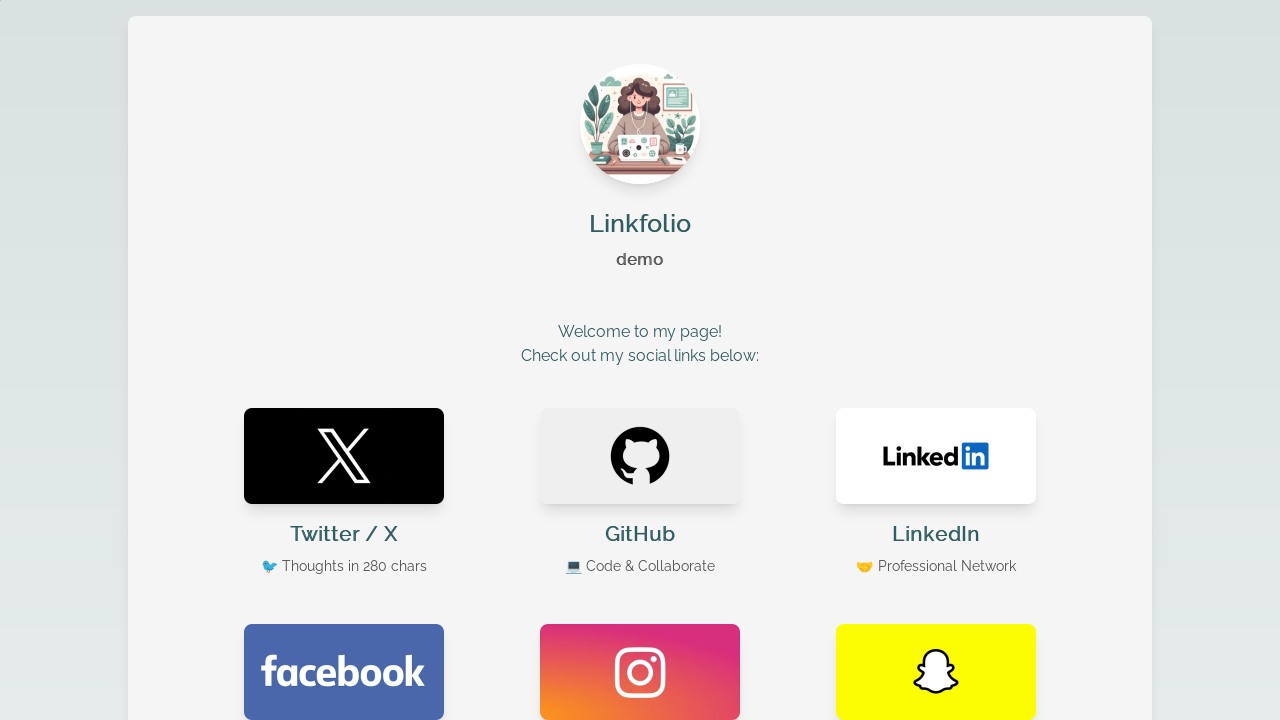 Linkfolio
demo
Welcome to my page!
Check out my social links below:
Linkedin
Twitter / X
GitHub
LinkedIn
🐦 Thoughts in 280 chars
💻 Code & Collaborate
🤝 Professional Network
facebook